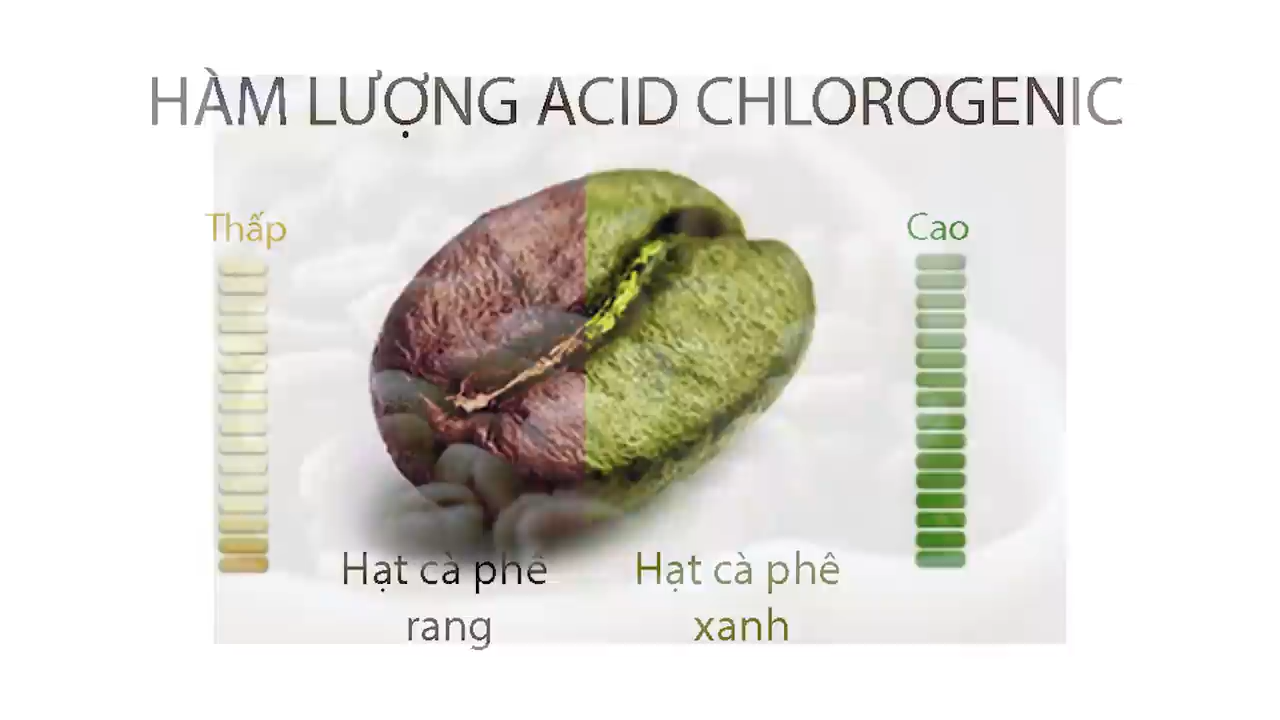 HÀM LƯỢNG ACID CHLOROGENIC
Thấp
Cao
Hạt cà phê
rang
Hạt cà phê
xanh